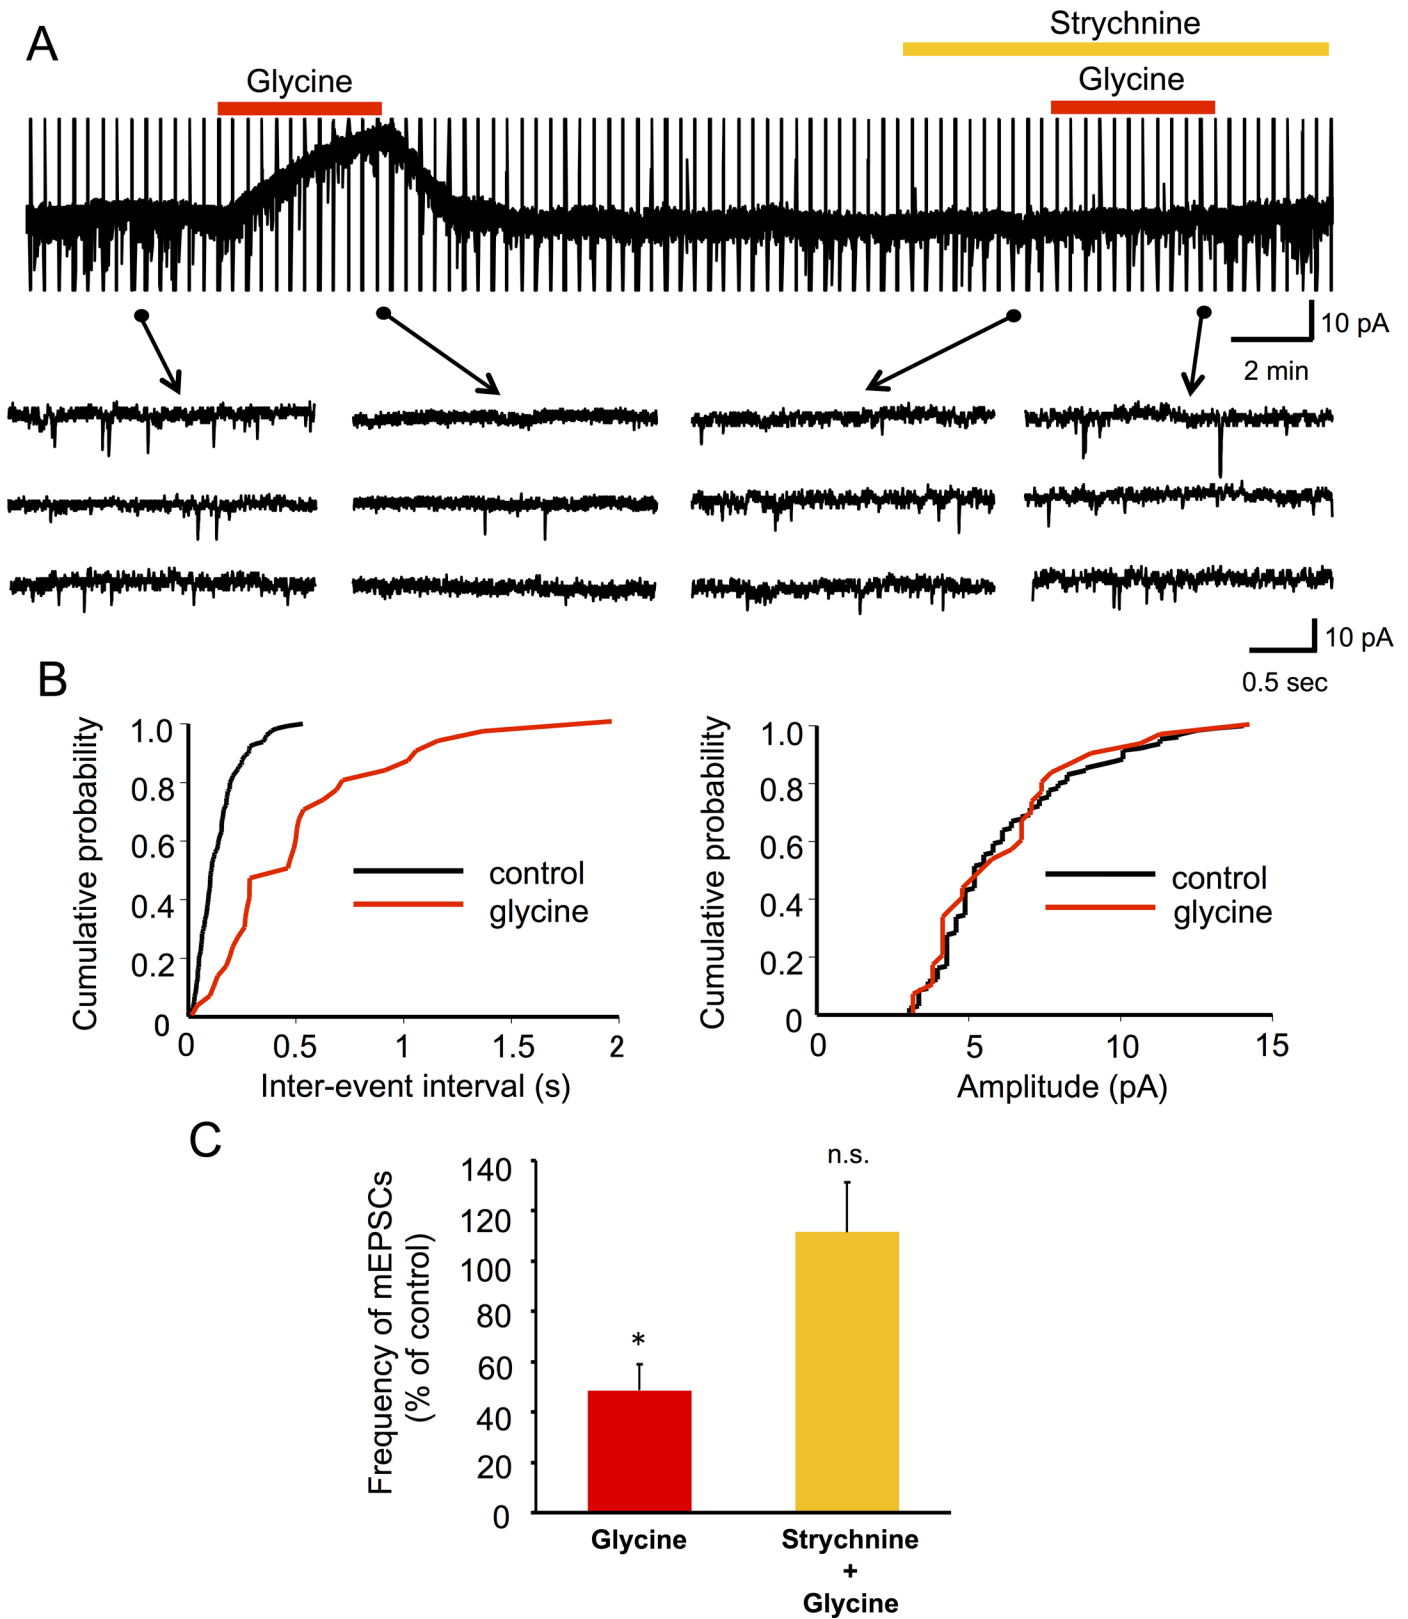 A
Strychnine
Glycine
Glycine
10 pA
2 min
10 pA
0.5 sec
B
Cumulative probability
1.0
0.8
0.6
0.4
0.2
0
control
glycine
0 0.5 1 1.5 2
Inter-event interval (s)
Cumulative probability
1.0
0.8
0.6
0.4
0.2
0
control
glycine
0 5 10 15
Amplitude (pA)
C
Frequency of mEPSCs
(% of control)
140
120
100
80
60
40
20
0
*
n.s.
Glycine
Strychnine
+
Glycine